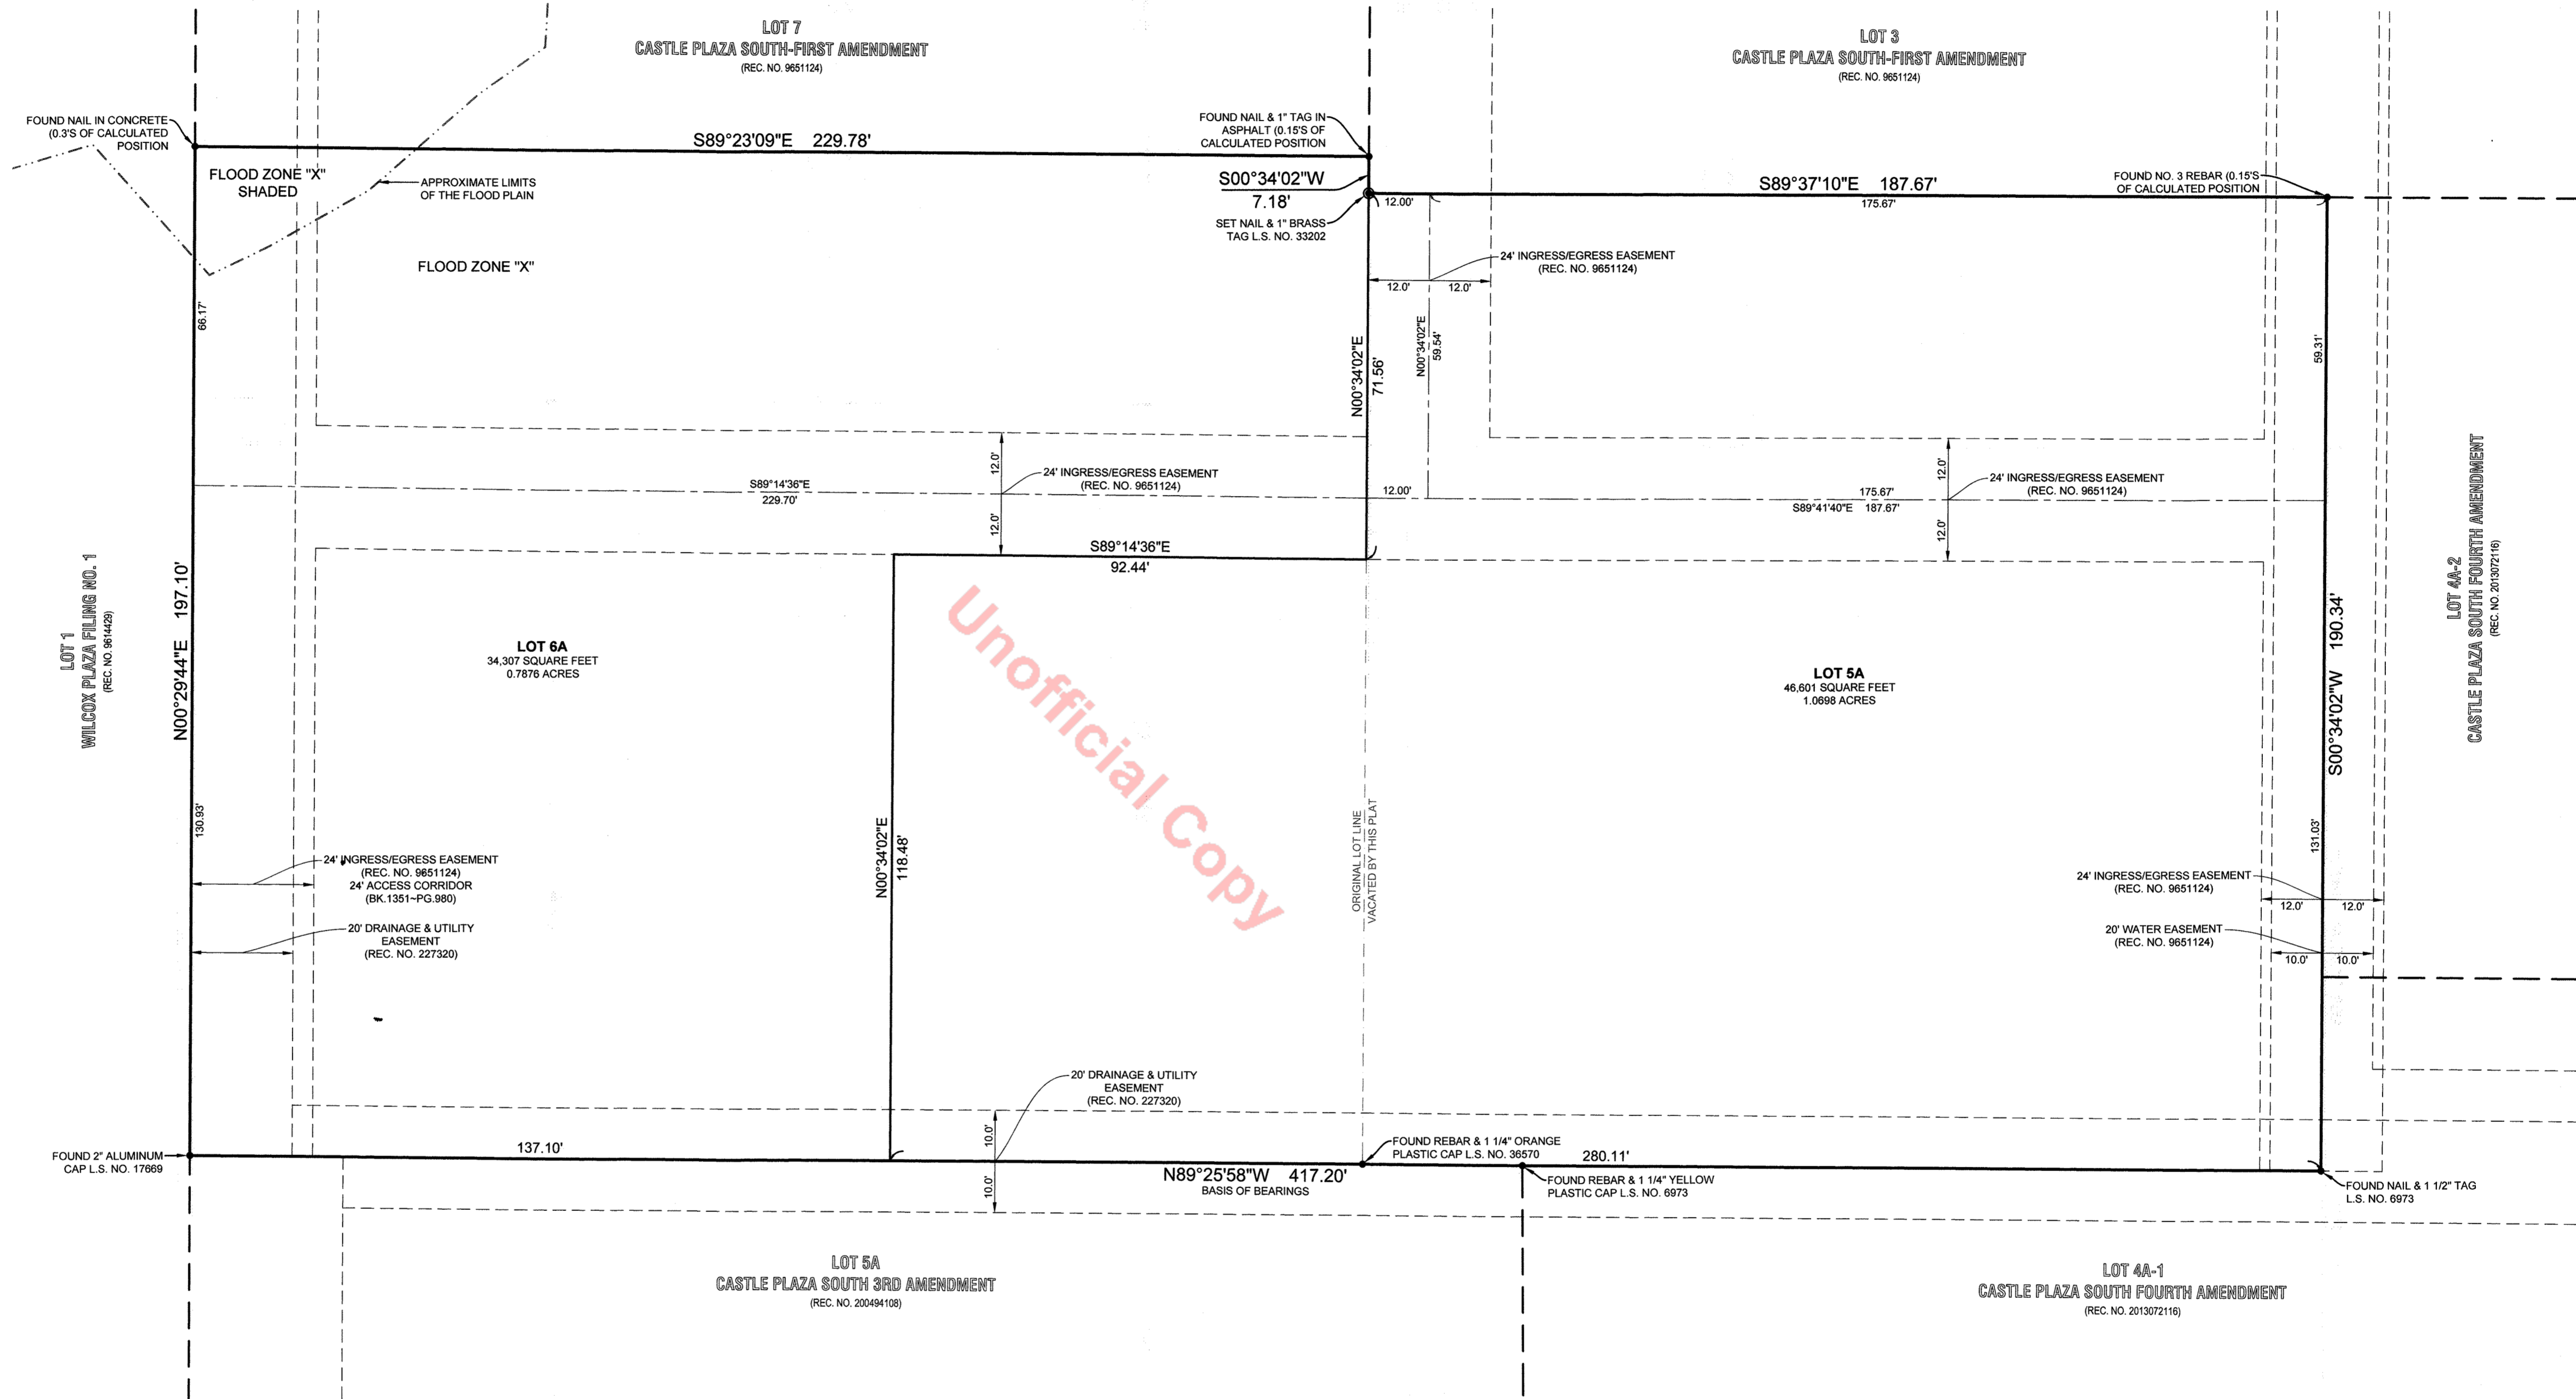 LOT 7
CASTLE PLAZA SOUTH-FIRST AMENDMENT
(REC. NO. 9651124)
LOT 3
CASTLE PLAZA SOUTH-FIRST AMENDMENT
(REC. NO. 9651124)
FOUND NAIL IN CONCRETE
(0.3'S OF CALCULATED
POSITION
S89°23'09"E 229.78'
FOUND NAIL & 1" TAG IN
ASPHALT (0.15'S OF
CALCULATED POSITION
FLOOD ZONE "X"
SHADED
APPROXIMATE LIMITS
OF THE FLOOD PLAIN
S00°34'02"W
7.18'
SET NAIL & 1" BRASS
TAG L.S. NO. 33202
12.00'
S89°37'10"E 187.67'
175.67'
FOUND NO. 3 REBAR (0.15'S
OF CALCULATED POSITION
FLOOD ZONE "X"
24' INGRESS/EGRESS EASEMENT
(REC. NO. 9651124)
12.0'
12.0'
66.17'
N00°34'02"E
71.56'
N00°34'02"E
59.54'
59.31'
12.0'
24' INGRESS/EGRESS EASEMENT
(REC. NO. 9651124)
12.0'
S89°14'36"E
229.70'
12.00'
12.0'
24' INGRESS/EGRESS EASEMENT
(REC. NO. 9651124)
12.0'
175.67'
S89°41'40"E 187.67'
S89°14'36"E
92.44'
LOT 1
WILCOX PLAZA FILING NO. 1
(REC. NO. 9614429)
N00°29'44"E 197.10'
LOT 6A
34,307 SQUARE FEET
0.7876 ACRES
Unofficial Copy
LOT 5A
46,601 SQUARE FEET
1.0698 ACRES
S00°34'02"W 190.34'
LOT 4A-2
CASTLE PLAZA SOUTH FOURTH AMENDMENT
(REC. NO. 2013072116)
130.93'
N00°34'02"E
118.48'
ORIGINAL LOT LINE
VACATED BY THIS PLAT
131.03'
24' INGRESS/EGRESS EASEMENT
(REC. NO. 9651124)
24' ACCESS CORRIDOR
(BK.1351~PG.980)
20' DRAINAGE & UTILITY
EASEMENT
(REC. NO. 227320)
24' INGRESS/EGRESS EASEMENT
(REC. NO. 9651124)
12.0'
12.0'
20' WATER EASEMENT
(REC. NO. 9651124)
10.0'
10.0'
20' DRAINAGE & UTILITY
EASEMENT
(REC. NO. 227320)
10.0'
10.0'
FOUND 2" ALUMINUM
CAP L.S. NO. 17669
137.10'
N89°25'58"W 417.20'
BASIS OF BEARINGS
FOUND REBAR & 1 1/4" ORANGE
PLASTIC CAP L.S. NO. 36570
280.11'
FOUND REBAR & 1 1/4" YELLOW
PLASTIC CAP L.S. NO. 6973
FOUND NAIL & 1 1/2" TAG
L.S. NO. 6973
LOT 5A
CASTLE PLAZA SOUTH 3RD AMENDMENT
(REC. NO. 200494108)
LOT 4A-1
CASTLE PLAZA SOUTH FOURTH AMENDMENT
(REC. NO. 2013072116)